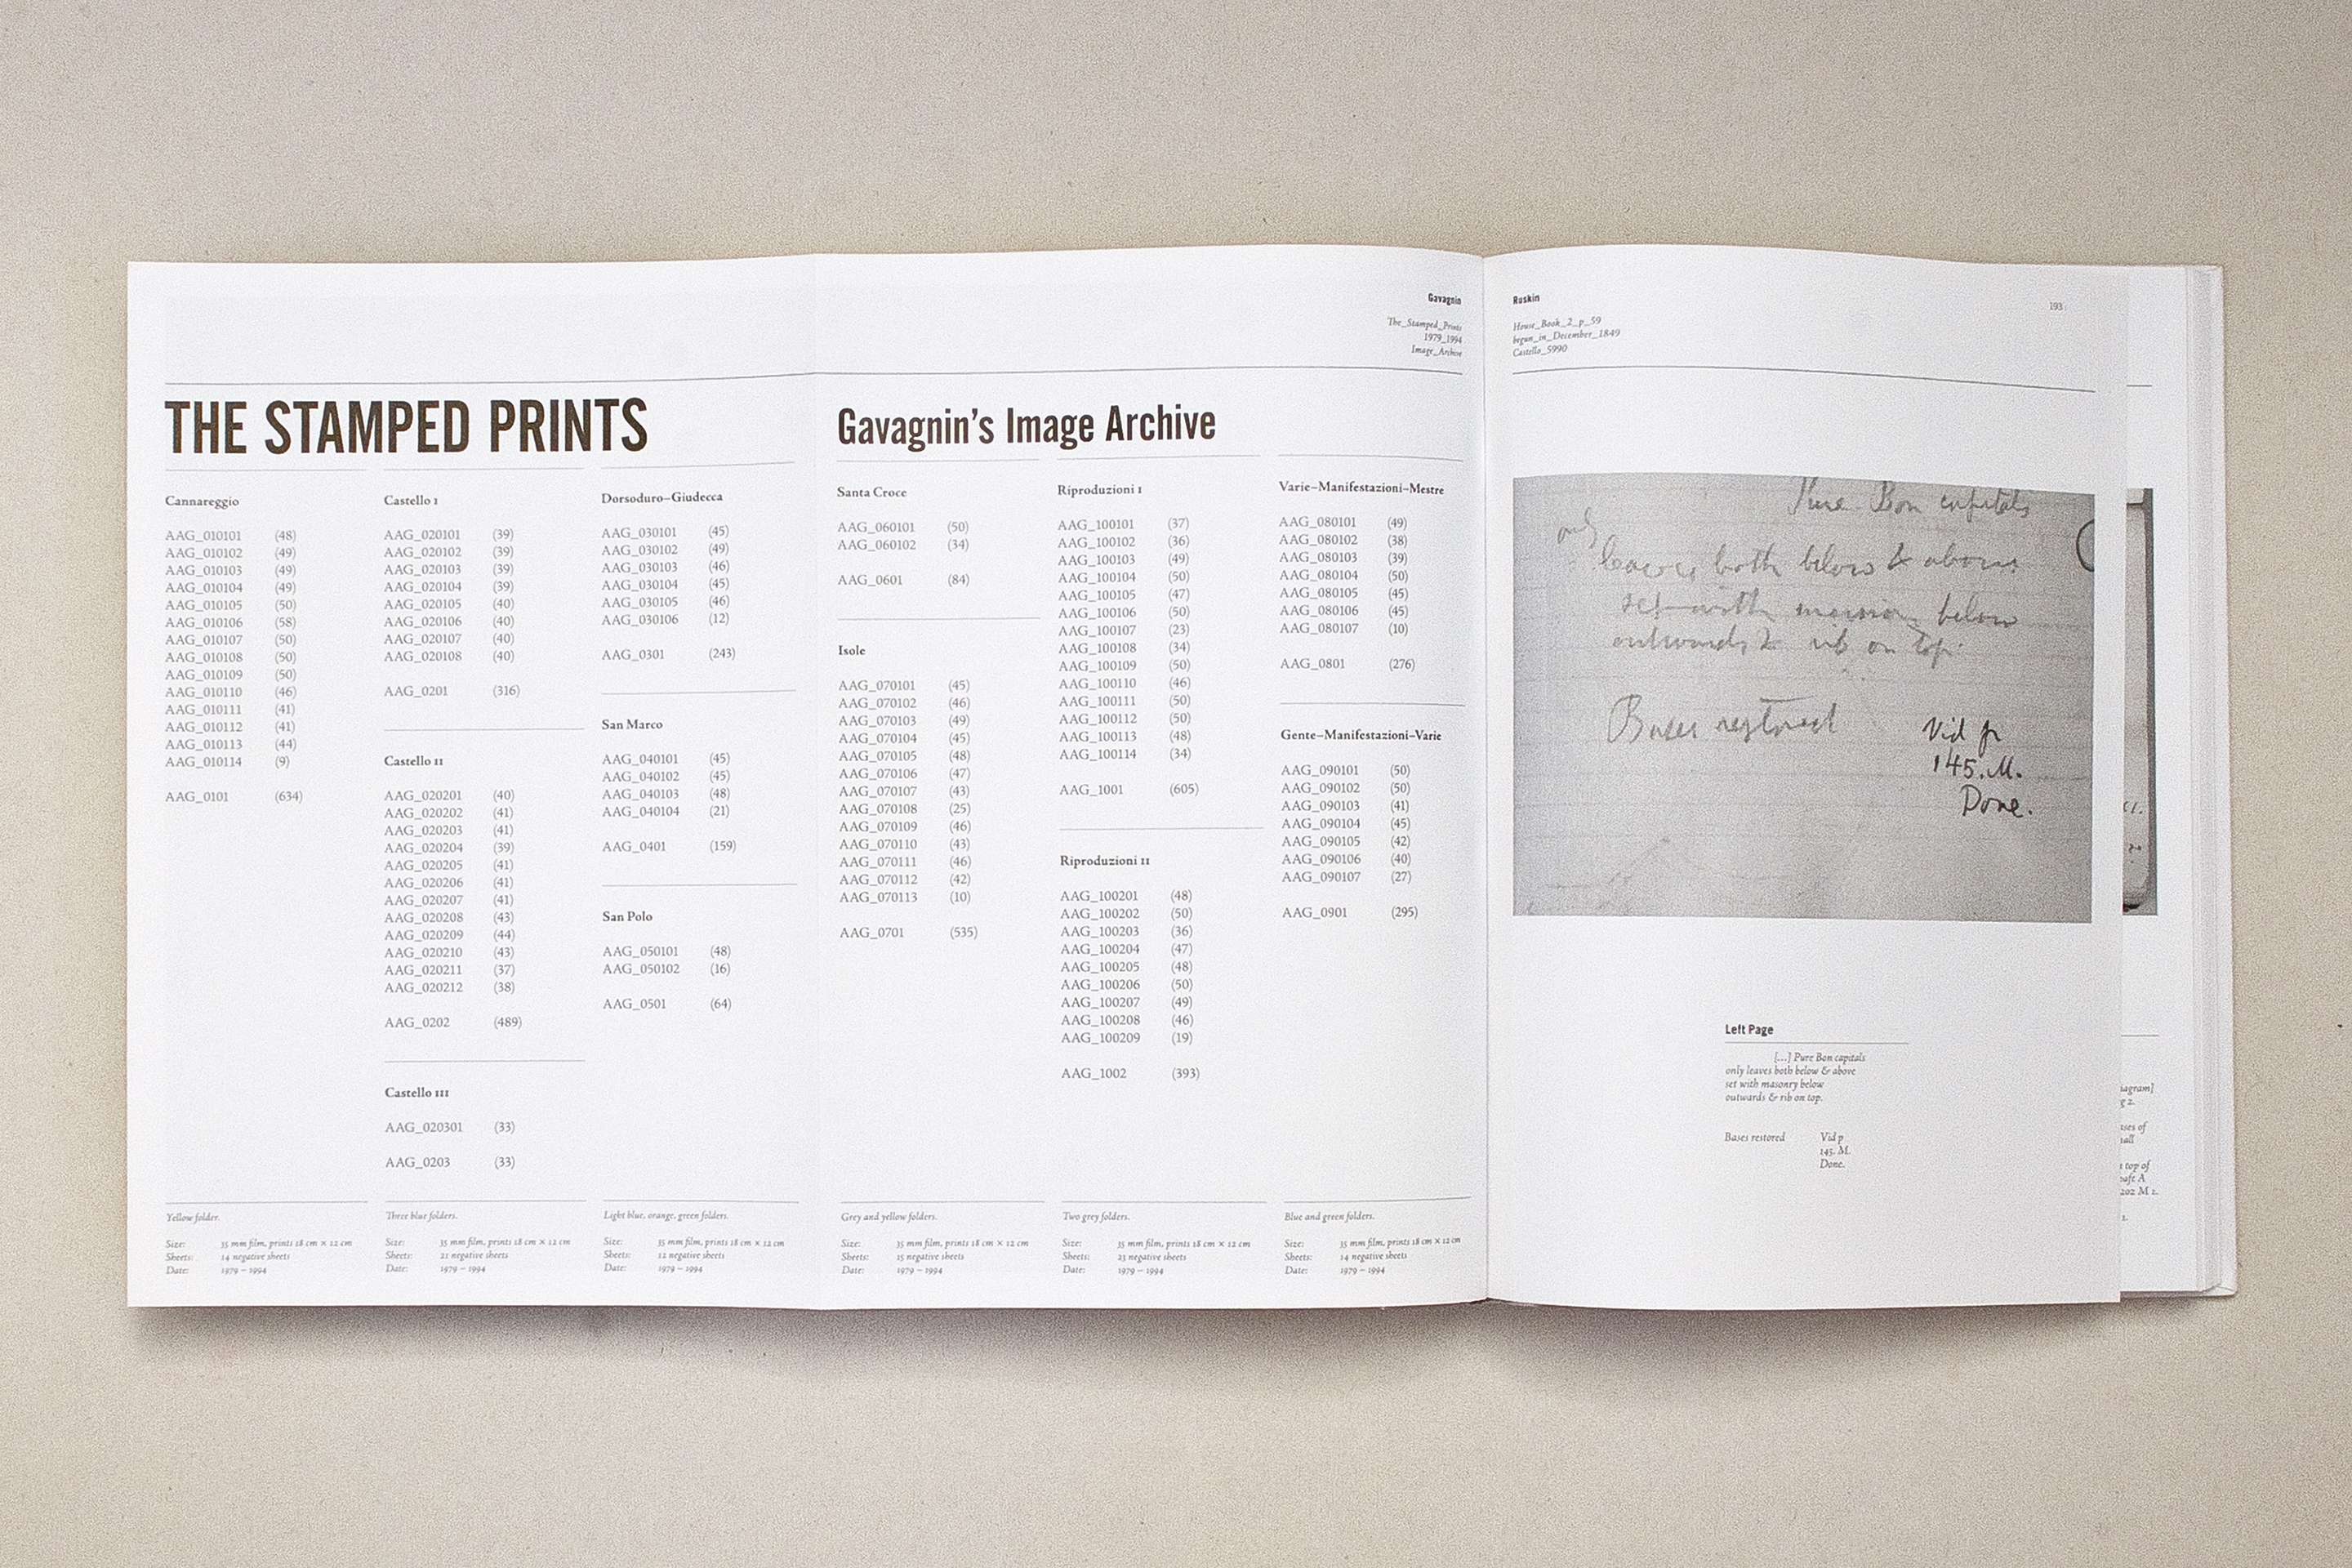 Gavagnin
The_Stamped_Prints
1979_1994
Image_Archive
THE STAMPED PRINTS
Gavagnin's Image Archive
Cannareggio
AAG_010101 (48)
AAG_010102 (49)
AAG_010103 (49)
AAG_010104 (49)
AAG_010105 (50)
AAG_010106 (58)
AAG_010107 (50)
AAG_010108 (50)
AAG_010109 (50)
AAG_010110 (46)
AAG_010111 (41)
AAG_010112 (41)
AAG_010113 (44)
AAG_010114 (9)
AAG_0101 (634)
Yellow folder.
Size: 35 mm film, prints 18 cm × 12 cm
Sheets: 14 negative sheets
Date: 1979 – 1994
Castello I
AAG_020101 (39)
AAG_020102 (39)
AAG_020103 (39)
AAG_020104 (39)
AAG_020105 (40)
AAG_020106 (40)
AAG_020107 (40)
AAG_020108 (40)
AAG_0201 (316)
Castello II
AAG_020201 (40)
AAG_020202 (41)
AAG_020203 (41)
AAG_020204 (39)
AAG_020205 (41)
AAG_020206 (41)
AAG_020207 (41)
AAG_020208 (43)
AAG_020209 (44)
AAG_020210 (43)
AAG_020211 (37)
AAG_020212 (38)
AAG_0202 (489)
Castello III
AAG_020301 (33)
AAG_0203 (33)
Three blue folders.
Size: 35 mm film, prints 18 cm × 12 cm
Sheets: 21 negative sheets
Date: 1979 – 1994
Dorsoduro–Giudecca
AAG_030101 (45)
AAG_030102 (49)
AAG_030103 (46)
AAG_030104 (45)
AAG_030105 (46)
AAG_030106 (12)
AAG_0301 (243)
San Marco
AAG_040101 (45)
AAG_040102 (45)
AAG_040103 (48)
AAG_040104 (21)
AAG_0401 (159)
San Polo
AAG_050101 (48)
AAG_050102 (16)
AAG_0501 (64)
Light blue, orange, green folders.
Size: 35 mm film, prints 18 cm × 12 cm
Sheets: 12 negative sheets
Date: 1979 – 1994
Santa Croce
AAG_060101 (50)
AAG_060102 (34)
AAG_0601 (84)
Isole
AAG_070101 (45)
AAG_070102 (46)
AAG_070103 (49)
AAG_070104 (45)
AAG_070105 (48)
AAG_070106 (47)
AAG_070107 (43)
AAG_070108 (25)
AAG_070109 (46)
AAG_070110 (43)
AAG_070111 (46)
AAG_070112 (42)
AAG_070113 (10)
AAG_0701 (535)
Grey and yellow folders.
Size: 35 mm film, prints 18 cm × 12 cm
Sheets: 15 negative sheets
Date: 1979 – 1994
Riproduzioni I
AAG_100101 (37)
AAG_100102 (36)
AAG_100103 (49)
AAG_100104 (50)
AAG_100105 (47)
AAG_100106 (50)
AAG_100107 (23)
AAG_100108 (34)
AAG_100109 (50)
AAG_100110 (46)
AAG_100111 (50)
AAG_100112 (50)
AAG_100113 (48)
AAG_100114 (34)
AAG_1001 (605)
Riproduzioni II
AAG_100201 (48)
AAG_100202 (50)
AAG_100203 (36)
AAG_100204 (47)
AAG_100205 (48)
AAG_100206 (50)
AAG_100207 (49)
AAG_100208 (46)
AAG_100209 (19)
AAG_1002 (393)
Two grey folders.
Size: 35 mm film, prints 18 cm × 12 cm
Sheets: 23 negative sheets
Date: 1979 – 1994
Varie–Manifestazioni–Mestre
AAG_080101 (49)
AAG_080102 (38)
AAG_080103 (39)
AAG_080104 (50)
AAG_080105 (45)
AAG_080106 (45)
AAG_080107 (10)
AAG_0801 (276)
Gente–Manifestazioni–Varie
AAG_090101 (50)
AAG_090102 (50)
AAG_090103 (41)
AAG_090104 (45)
AAG_090105 (42)
AAG_090106 (40)
AAG_090107 (27)
AAG_0901 (295)
Blue and green folders.
Size: 35 mm film, prints 18 cm × 12 cm
Sheets: 14 negative sheets
Date: 1979 – 1994
Ruskin
House_Book_2_p_59
begun_in_December_1849
Castello_5990
193
Pure Bon capitals
only
leaves both below & above
set with masonry below
outwards & rib on top.
Bases restored
Vid p
145. M.
Done.
Left Page
[...] Pure Bon capitals
only leaves both below & above
set with masonry below
outwards & rib on top.
Bases restored Vid p
145. M.
Done.
top of
202 M 2.